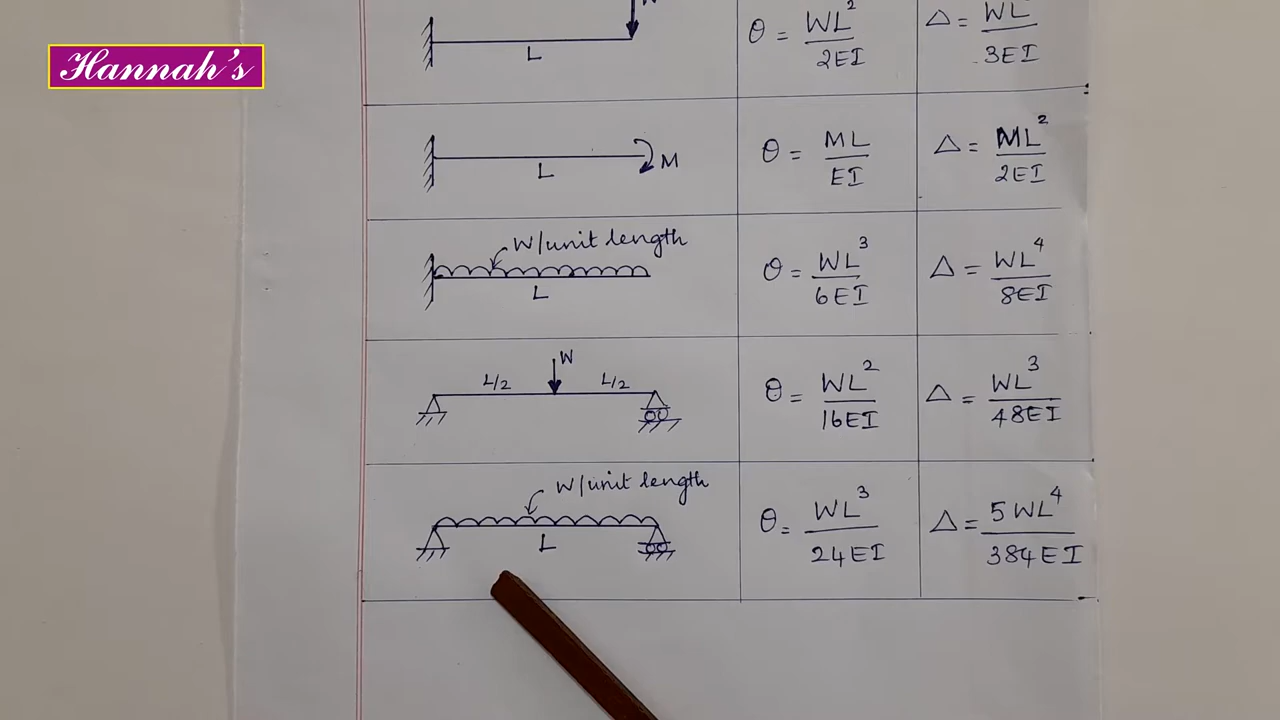 Hannah's
L
θ = WL²/2EI
Δ = WL/3EI
L
M
θ = ML/EI
Δ = ML²/2EI
W/unit length
L
θ = WL³/6EI
Δ = WL⁴/8EI
W
L/2
L/2
θ = WL²/16EI
Δ = WL³/48EI
W/unit length
L
θ = WL³/24EI
Δ = 5WL⁴/384EI